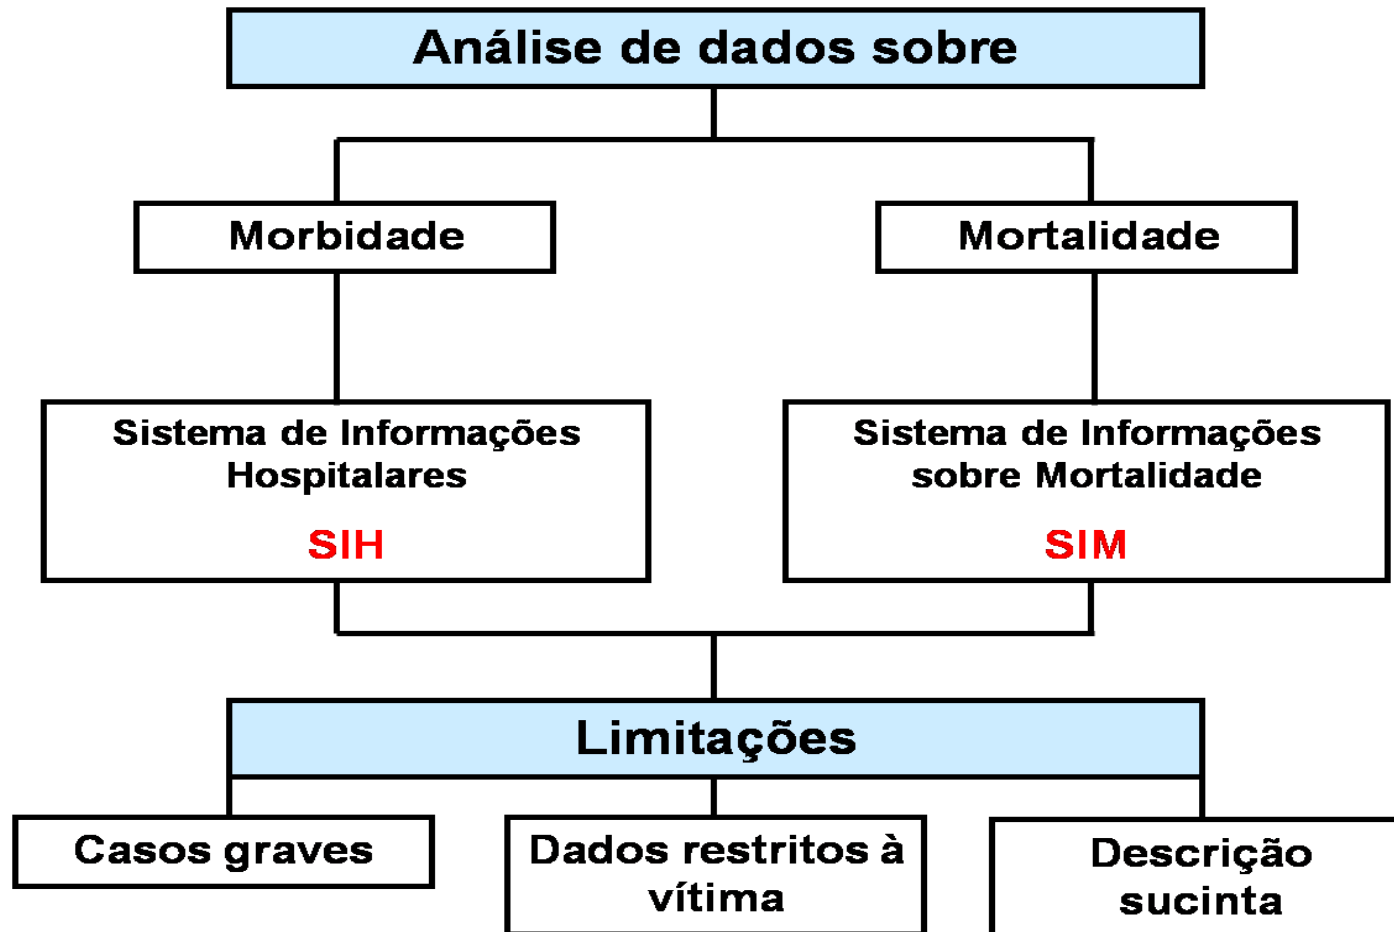 Análise de dados sobre
Morbidade
Mortalidade
Sistema de Informações
Hospitalares
SIH
Sistema de Informações
sobre Mortalidade
SIM
Limitações
Casos graves
Dados restritos à
vítima
Descrição
sucinta